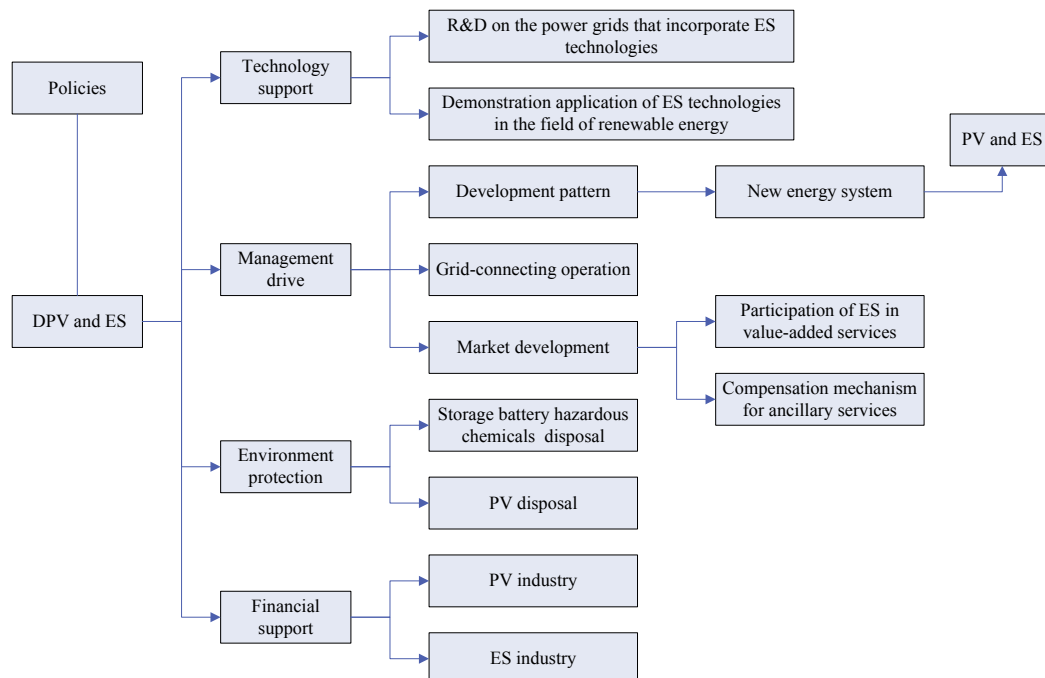 R&D on the power grids that incorporate ES
technologies
Policies
Technology
support
Demonstration application of ES technologies
in the field of renewable energy
PV and ES
Development pattern
New energy system
Management
drive
Grid-connecting operation
DPV and ES
Participation of ES in
value-added services
Market development
Compensation mechanism
for ancillary services
Storage battery hazardous
chemicals disposal
Environment
protection
PV disposal
PV industry
Financial
support
ES industry